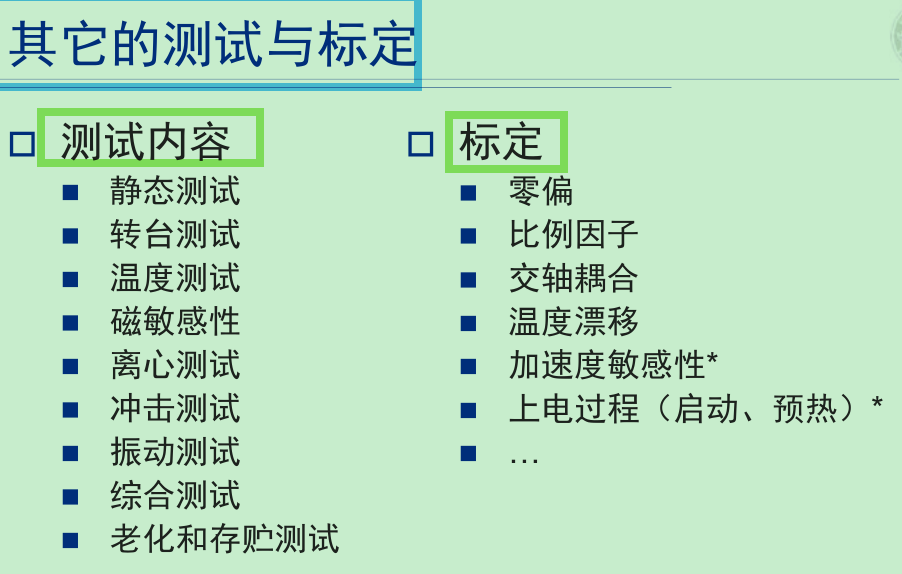 其它的测试与标定
测试内容
静态测试
转台测试
温度测试
磁敏感性
离心测试
冲击测试
振动测试
综合测试
老化和存贮测试
标定
零偏
比例因子
交轴耦合
温度漂移
加速度敏感性*
上电过程（启动、预热）*
…